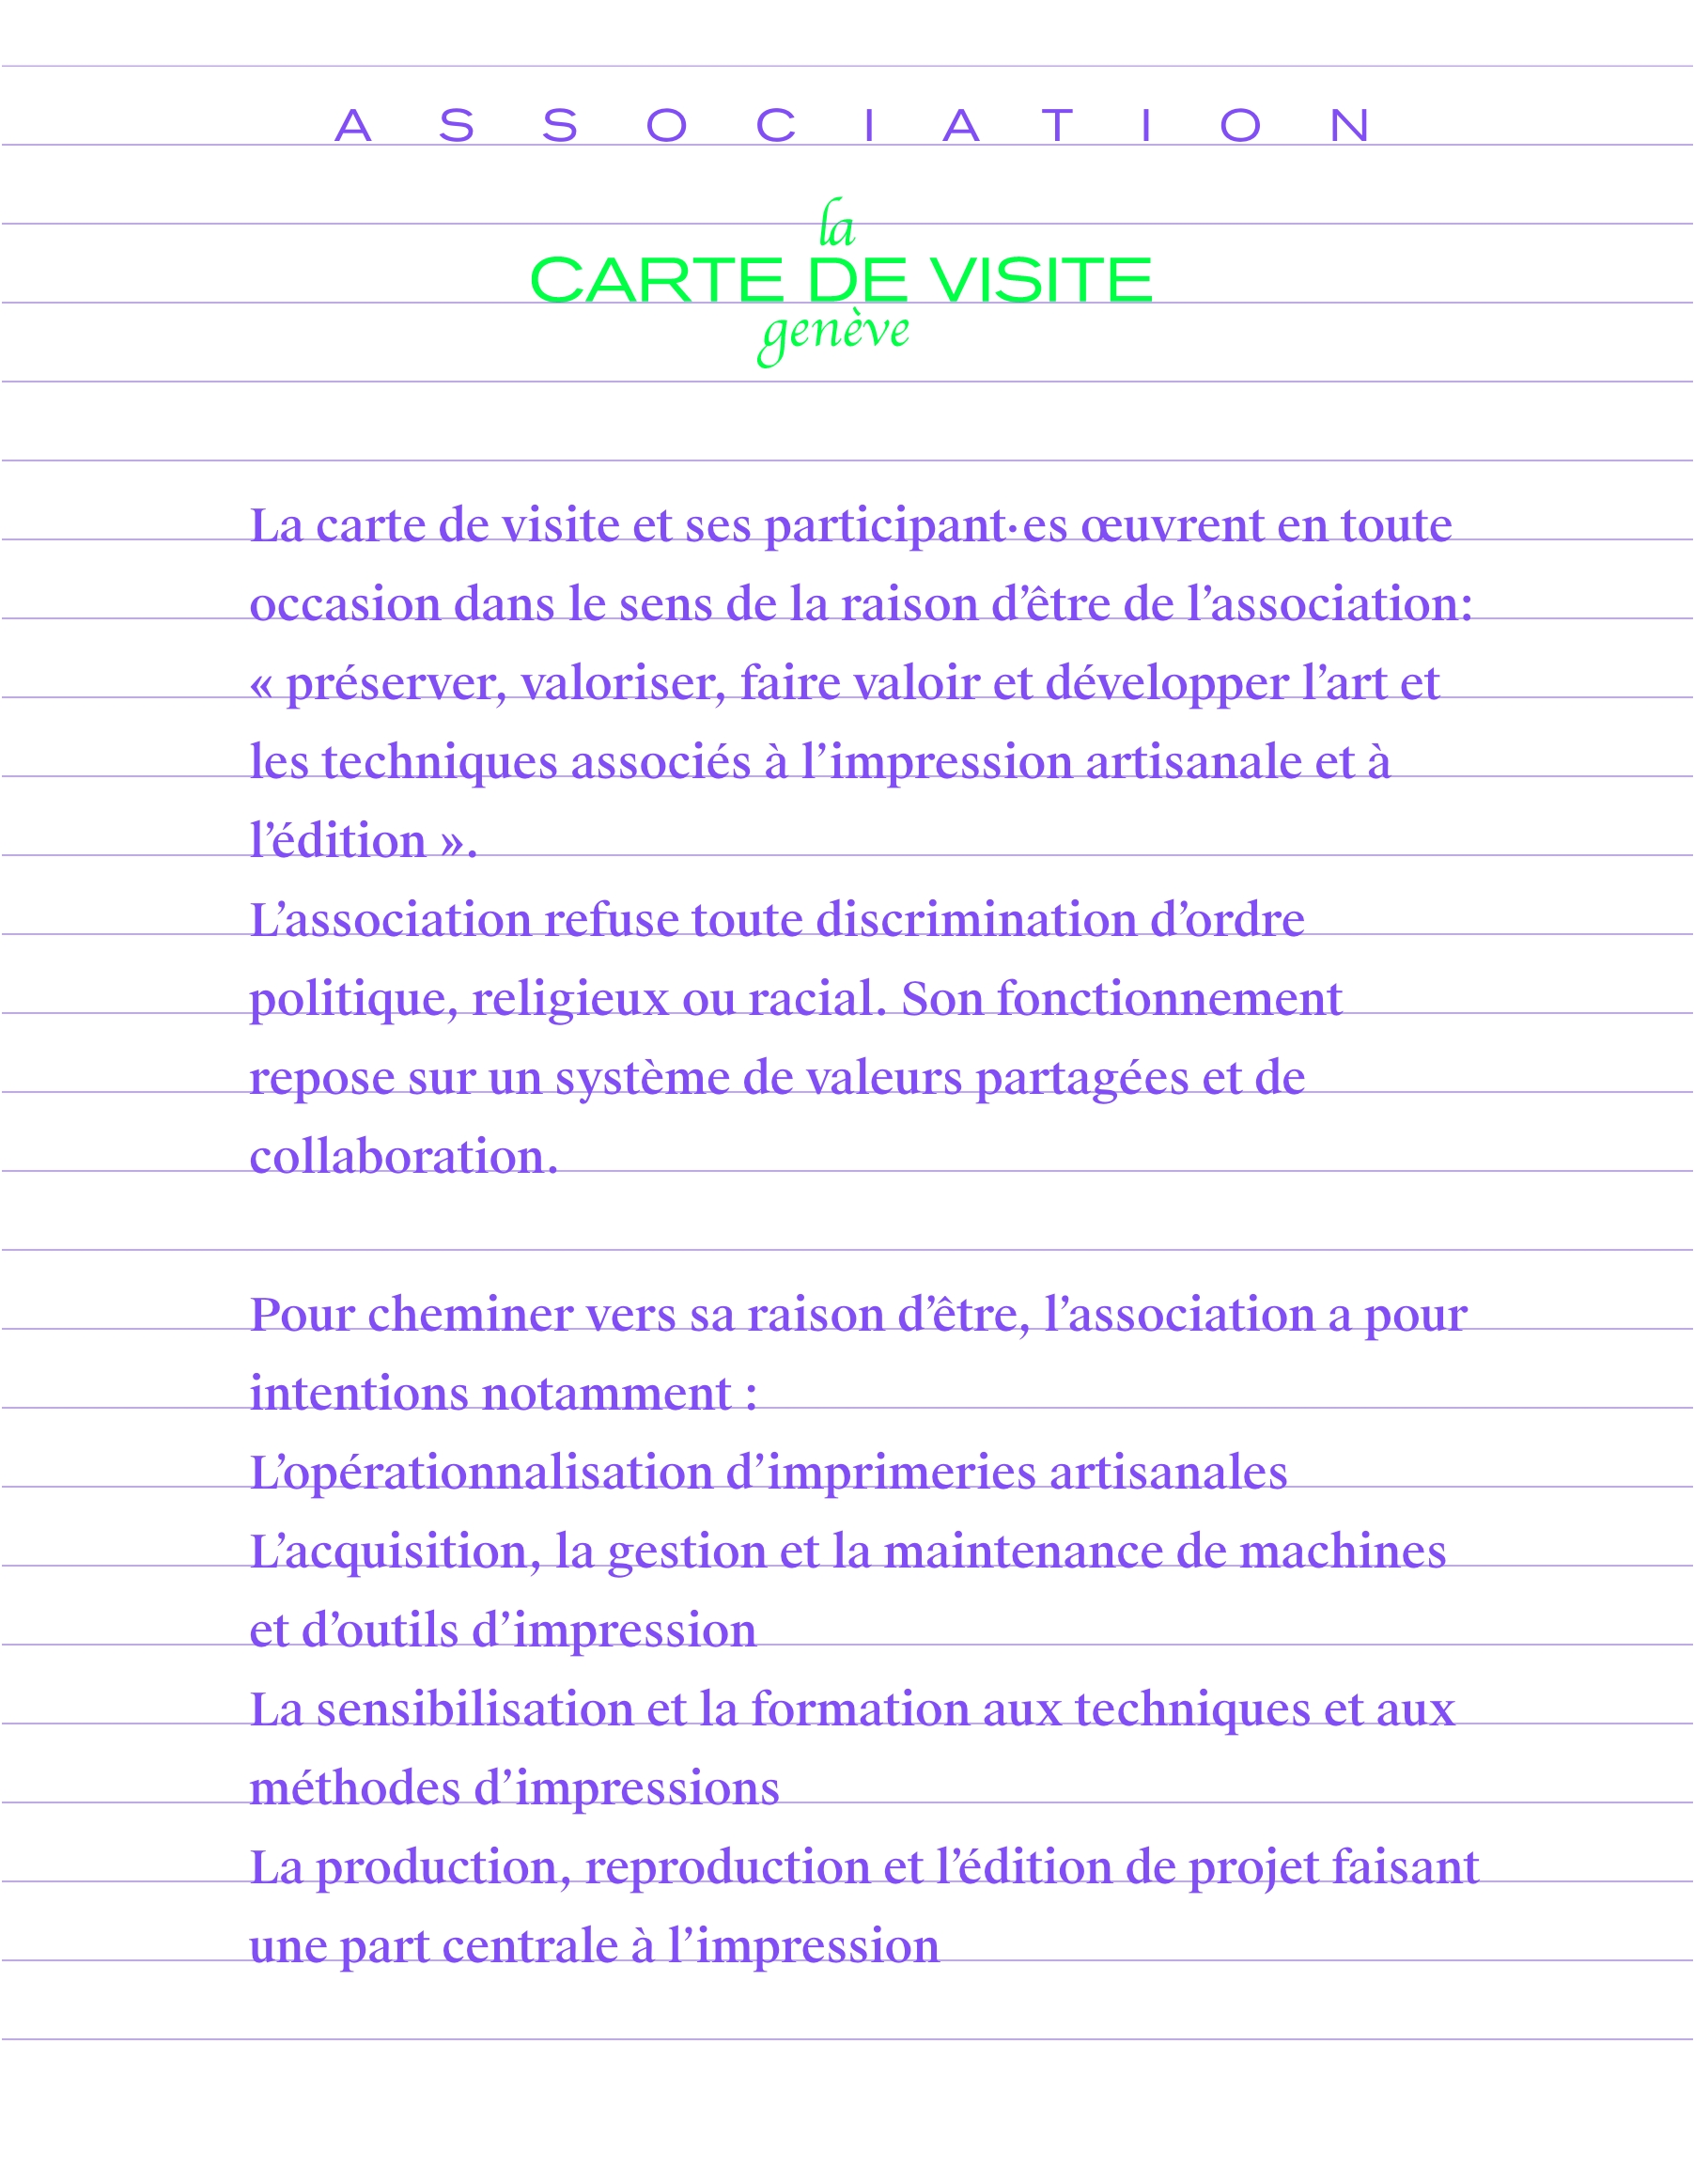 ASSOCIATION
la
CARTE DE VISITE
genève
La carte de visite et ses participant·es œuvrent en toute
occasion dans le sens de la raison d’être de l’association:
« préserver, valoriser, faire valoir et développer l’art et
les techniques associés à l’impression artisanale et à
l’édition ».
L’association refuse toute discrimination d’ordre
politique, religieux ou racial. Son fonctionnement
repose sur un système de valeurs partagées et de
collaboration.
Pour cheminer vers sa raison d’être, l’association a pour
intentions notamment :
L’opérationnalisation d’imprimeries artisanales
L’acquisition, la gestion et la maintenance de machines
et d’outils d’impression
La sensibilisation et la formation aux techniques et aux
méthodes d’impressions
La production, reproduction et l’édition de projet faisant
une part centrale à l’impression